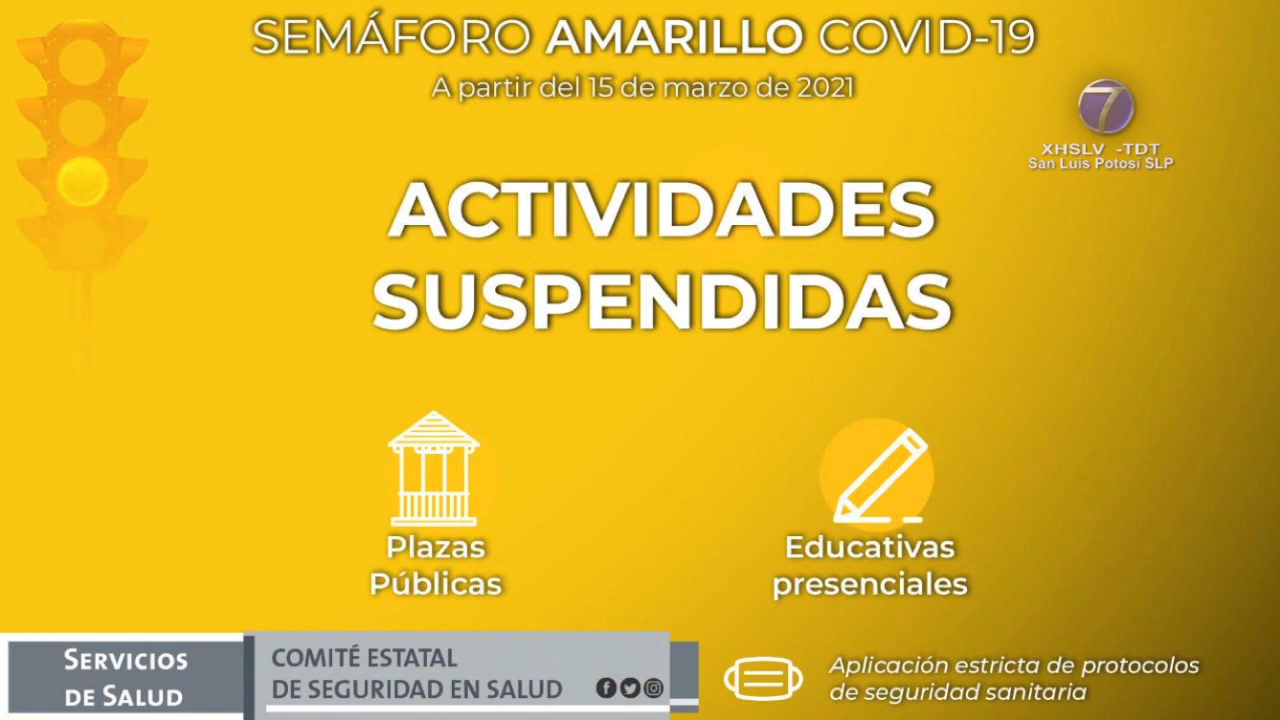 SEMÁFORO AMARILLO COVID-19
A partir del 15 de marzo de 2021
7
XHSLV -TDT
San Luis Potosí SLP
ACTIVIDADES
SUSPENDIDAS
Plazas
Públicas
Educativas
presenciales
SERVICIOS
DE SALUD
COMITÉ ESTATAL
DE SEGURIDAD EN SALUD
Aplicación estricta de protocolos
de seguridad sanitaria